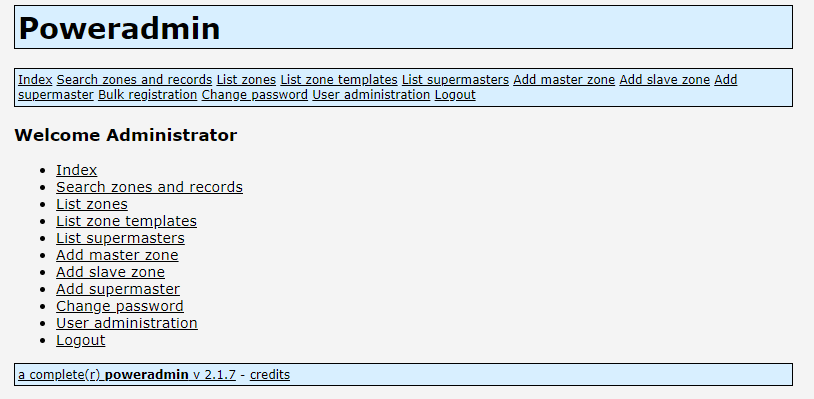 Poweradmin
Index Search zones and records List zones List zone templates List supermasters Add master zone Add slave zone Add
supermaster Bulk registration Change password User administration Logout
Welcome Administrator
Index
Search zones and records
List zones
List zone templates
List supermasters
Add master zone
Add slave zone
Add supermaster
Change password
User administration
Logout
a complete(r) poweradmin v 2.1.7 - credits